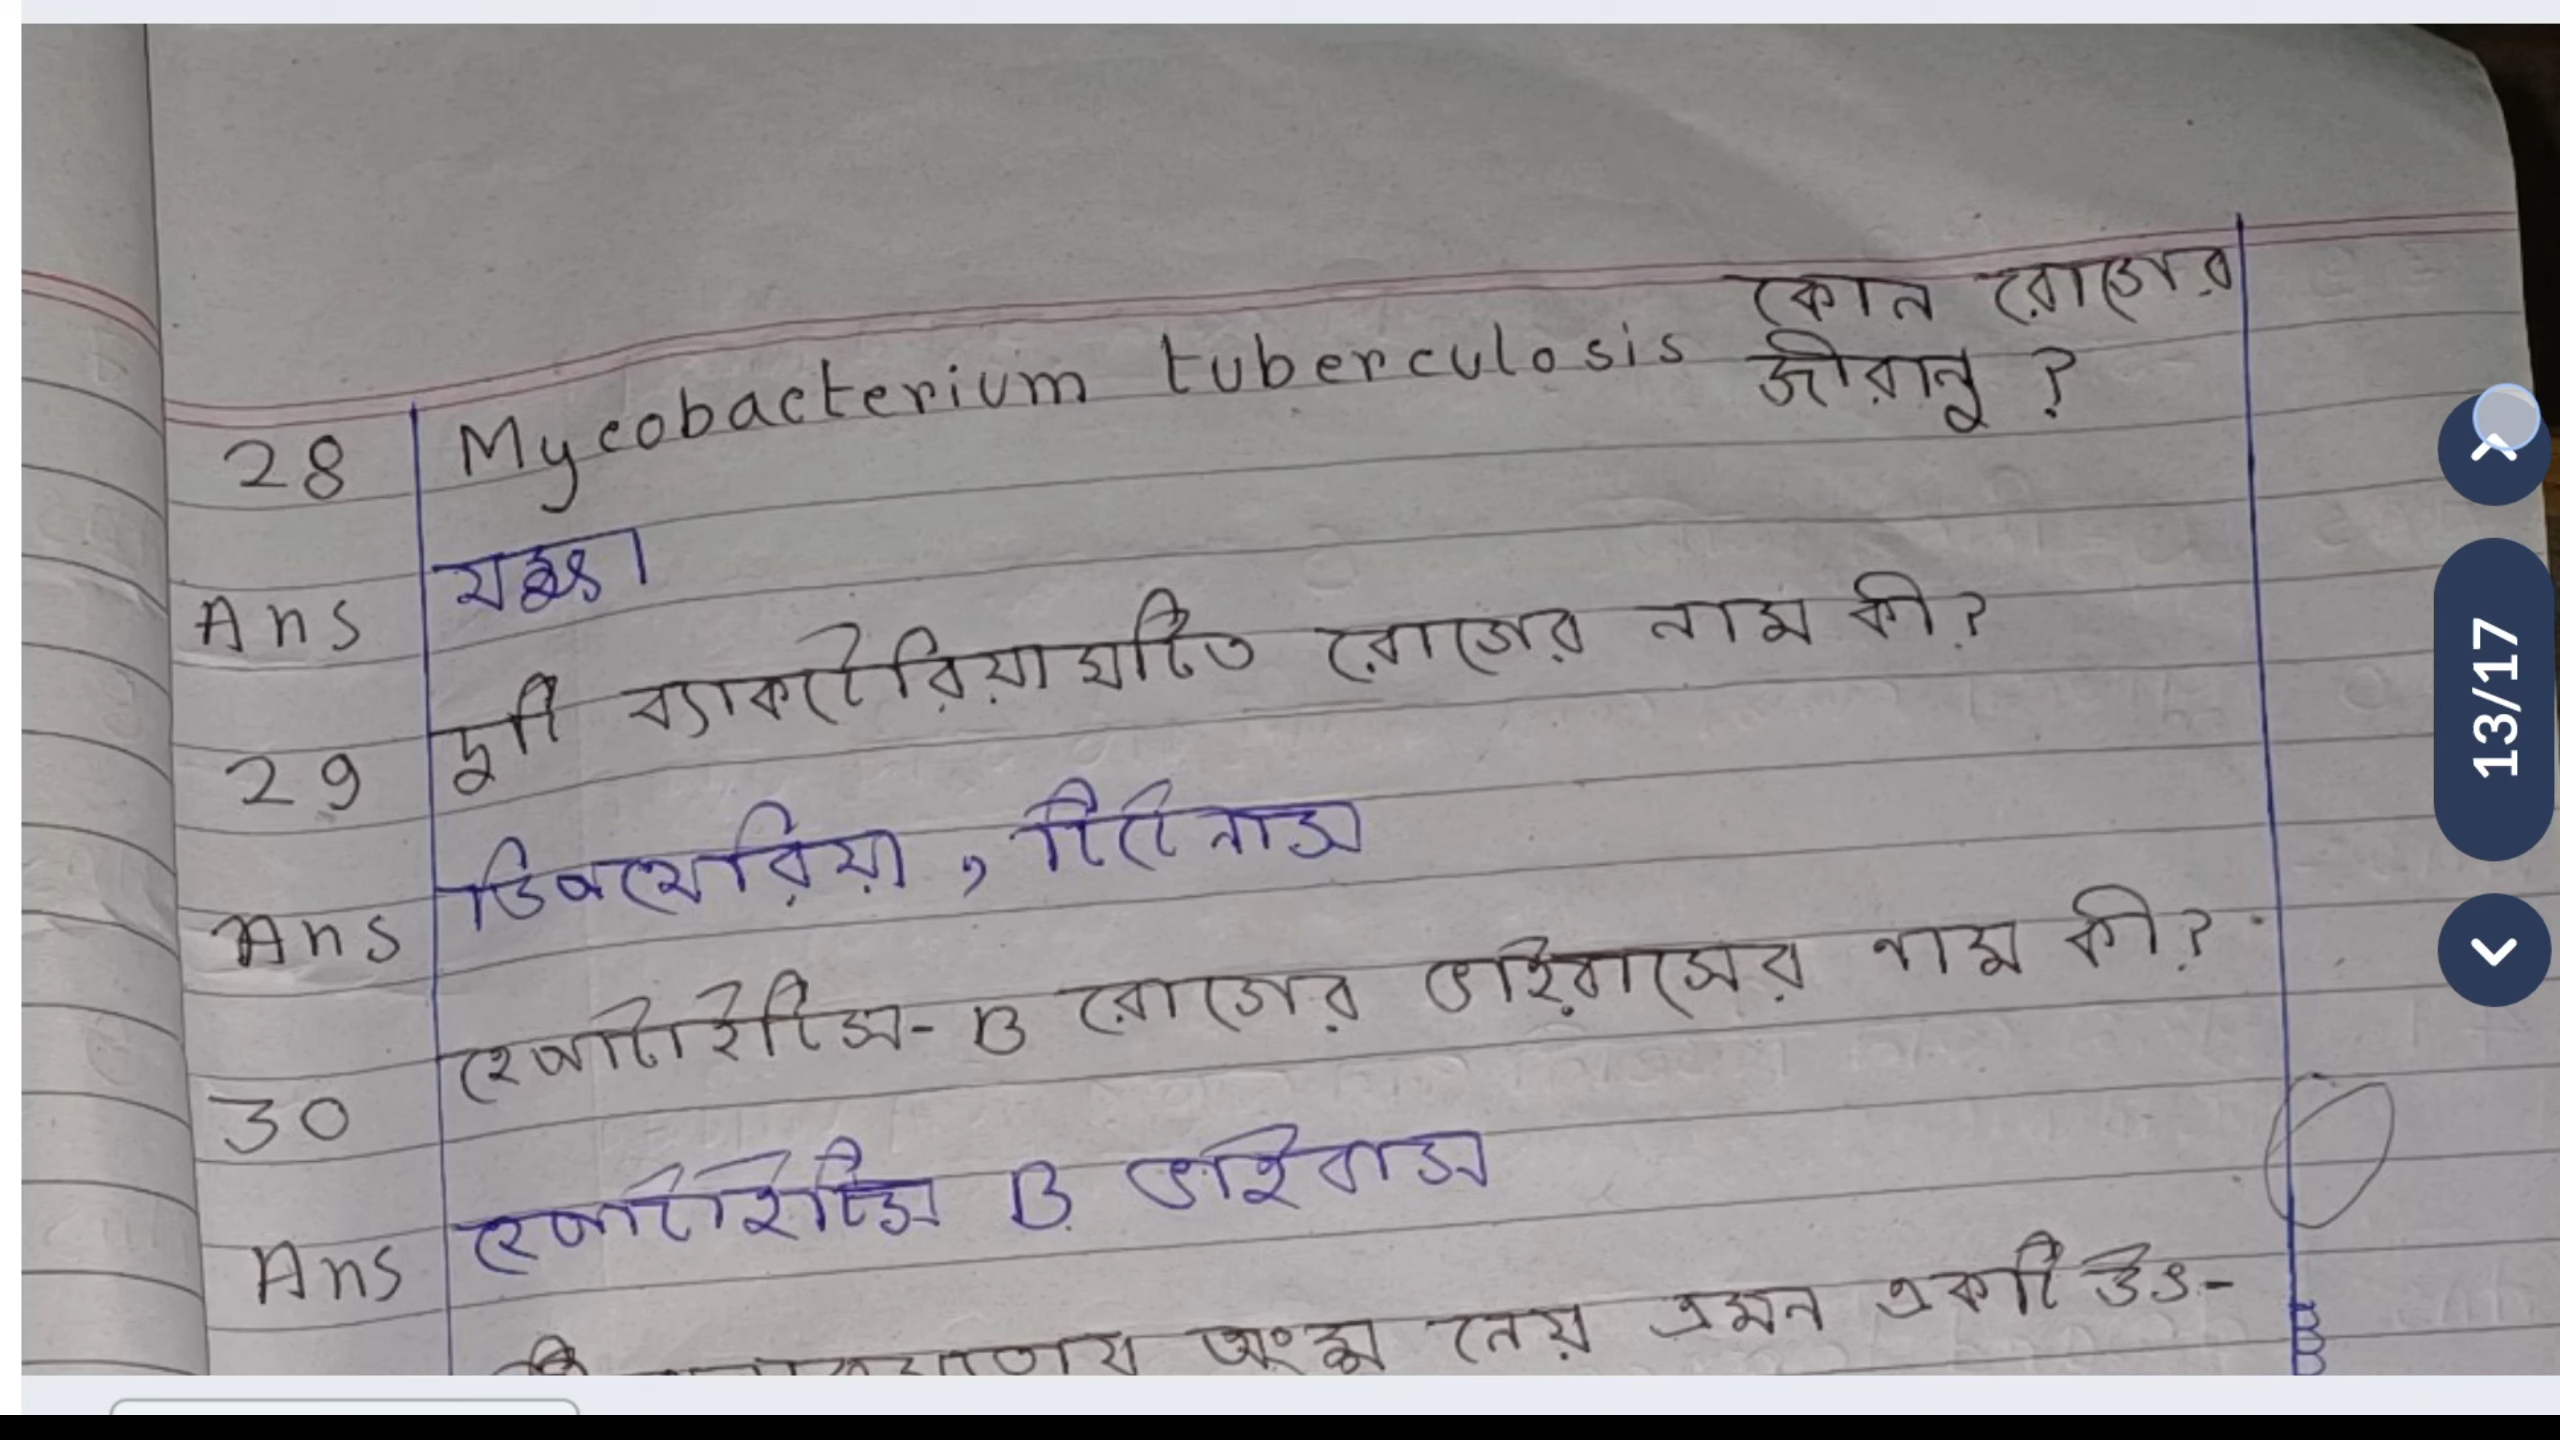 28 Mycobacterium tuberculosis কোন রোগের
জীবানু ?
Ans
29 দুটি ব্যাকটেরিয়া ঘটিত রোগের নাম কী?
Ans ডিপথেরিয়া , টিটেনাস
30 হেপাটাইটিস- B রোগের ভাইরাসের নাম কী?
Ans হেপাটাইটিস B ভাইরাস
অংশ নেয় এমন একটি উৎ-
13/17